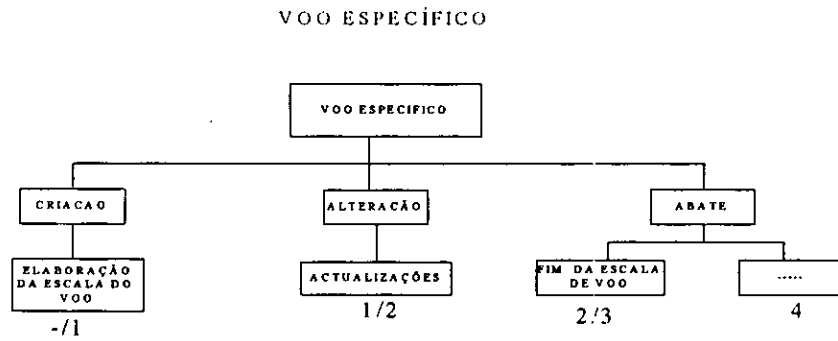 VOO ESPECÍFICO
VOO ESPECIFICO
CRIACAO
ALTERAÇÃO
ABATE
ELABORAÇÃO
DA ESCALA DO
VOO
ACTUALIZAÇÕES
FIM DA ESCALA
DE VOO
-----
-/1
1/2
2/3
4